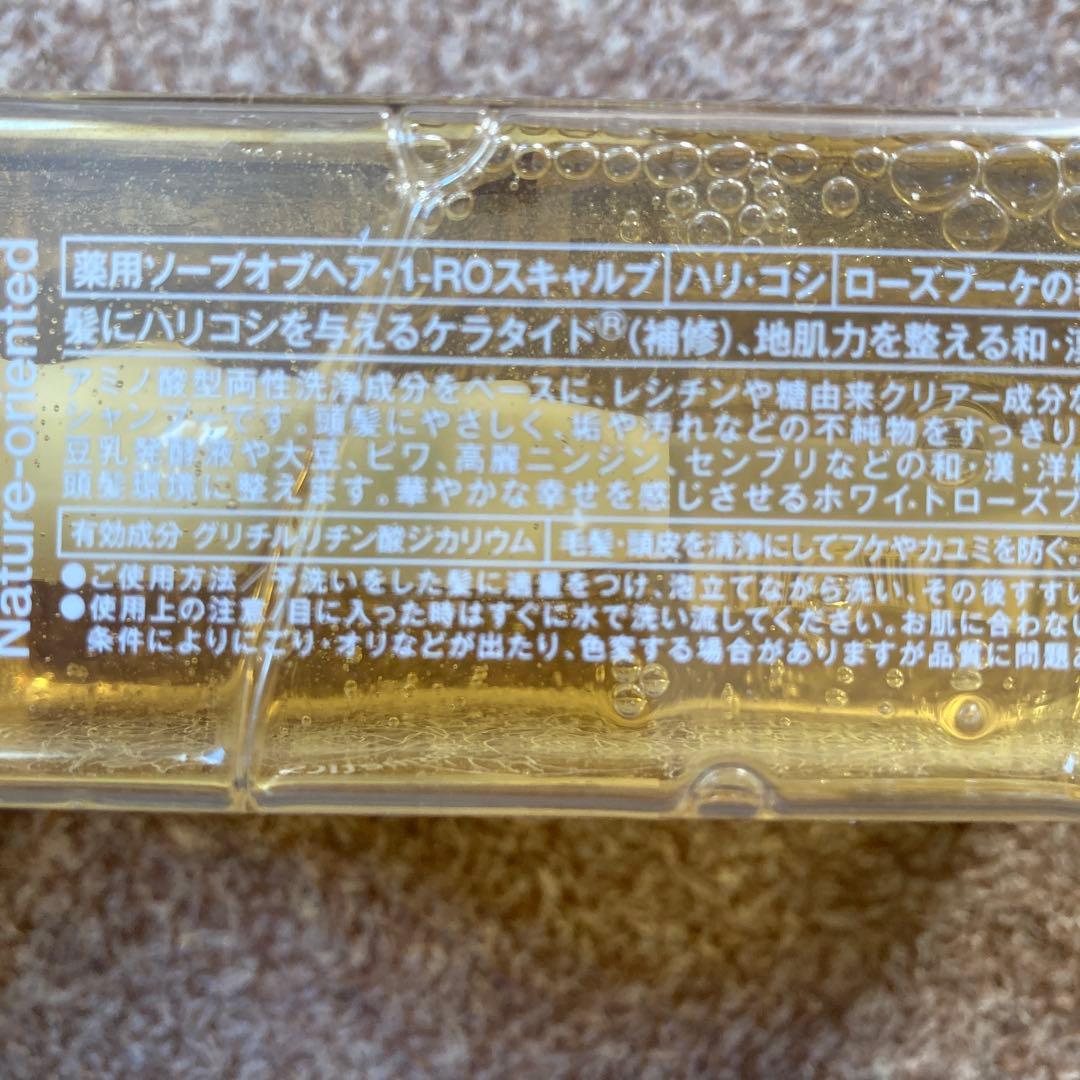 Nature-oriented
薬用ソープオブヘア・1-ROスキャルプ ハリ・コシ ローズブーケの
髪にハリコシを与えるケラタイド®(補修)、地肌力を整える和・漢
アミノ酸型両性洗浄成分をベースに、レシチンや糖由来クリアー成分
シャンプーです。頭髪にやさしく、垢や汚れなどの不純物をすっきり
豆乳発酵液や大豆、ビワ、高麗ニンジン、センブリなどの和・漢・洋
頭髪環境に整えます。華やかな幸せを感じさせるホワイトローズブ
有効成分 グリチルリチン酸ジカリウム 毛髪・頭皮を清浄にしてフケやカユミを防ぐ。
●ご使用方法/予洗いをした髪に適量をつけ、泡立てながら洗い、その後すすい
●使用上の注意/目に入った時はすぐに水で洗い流してください。お肌に合わない
条件によりにごり・オリなどが出たり、色変する場合がありますが品質に問題